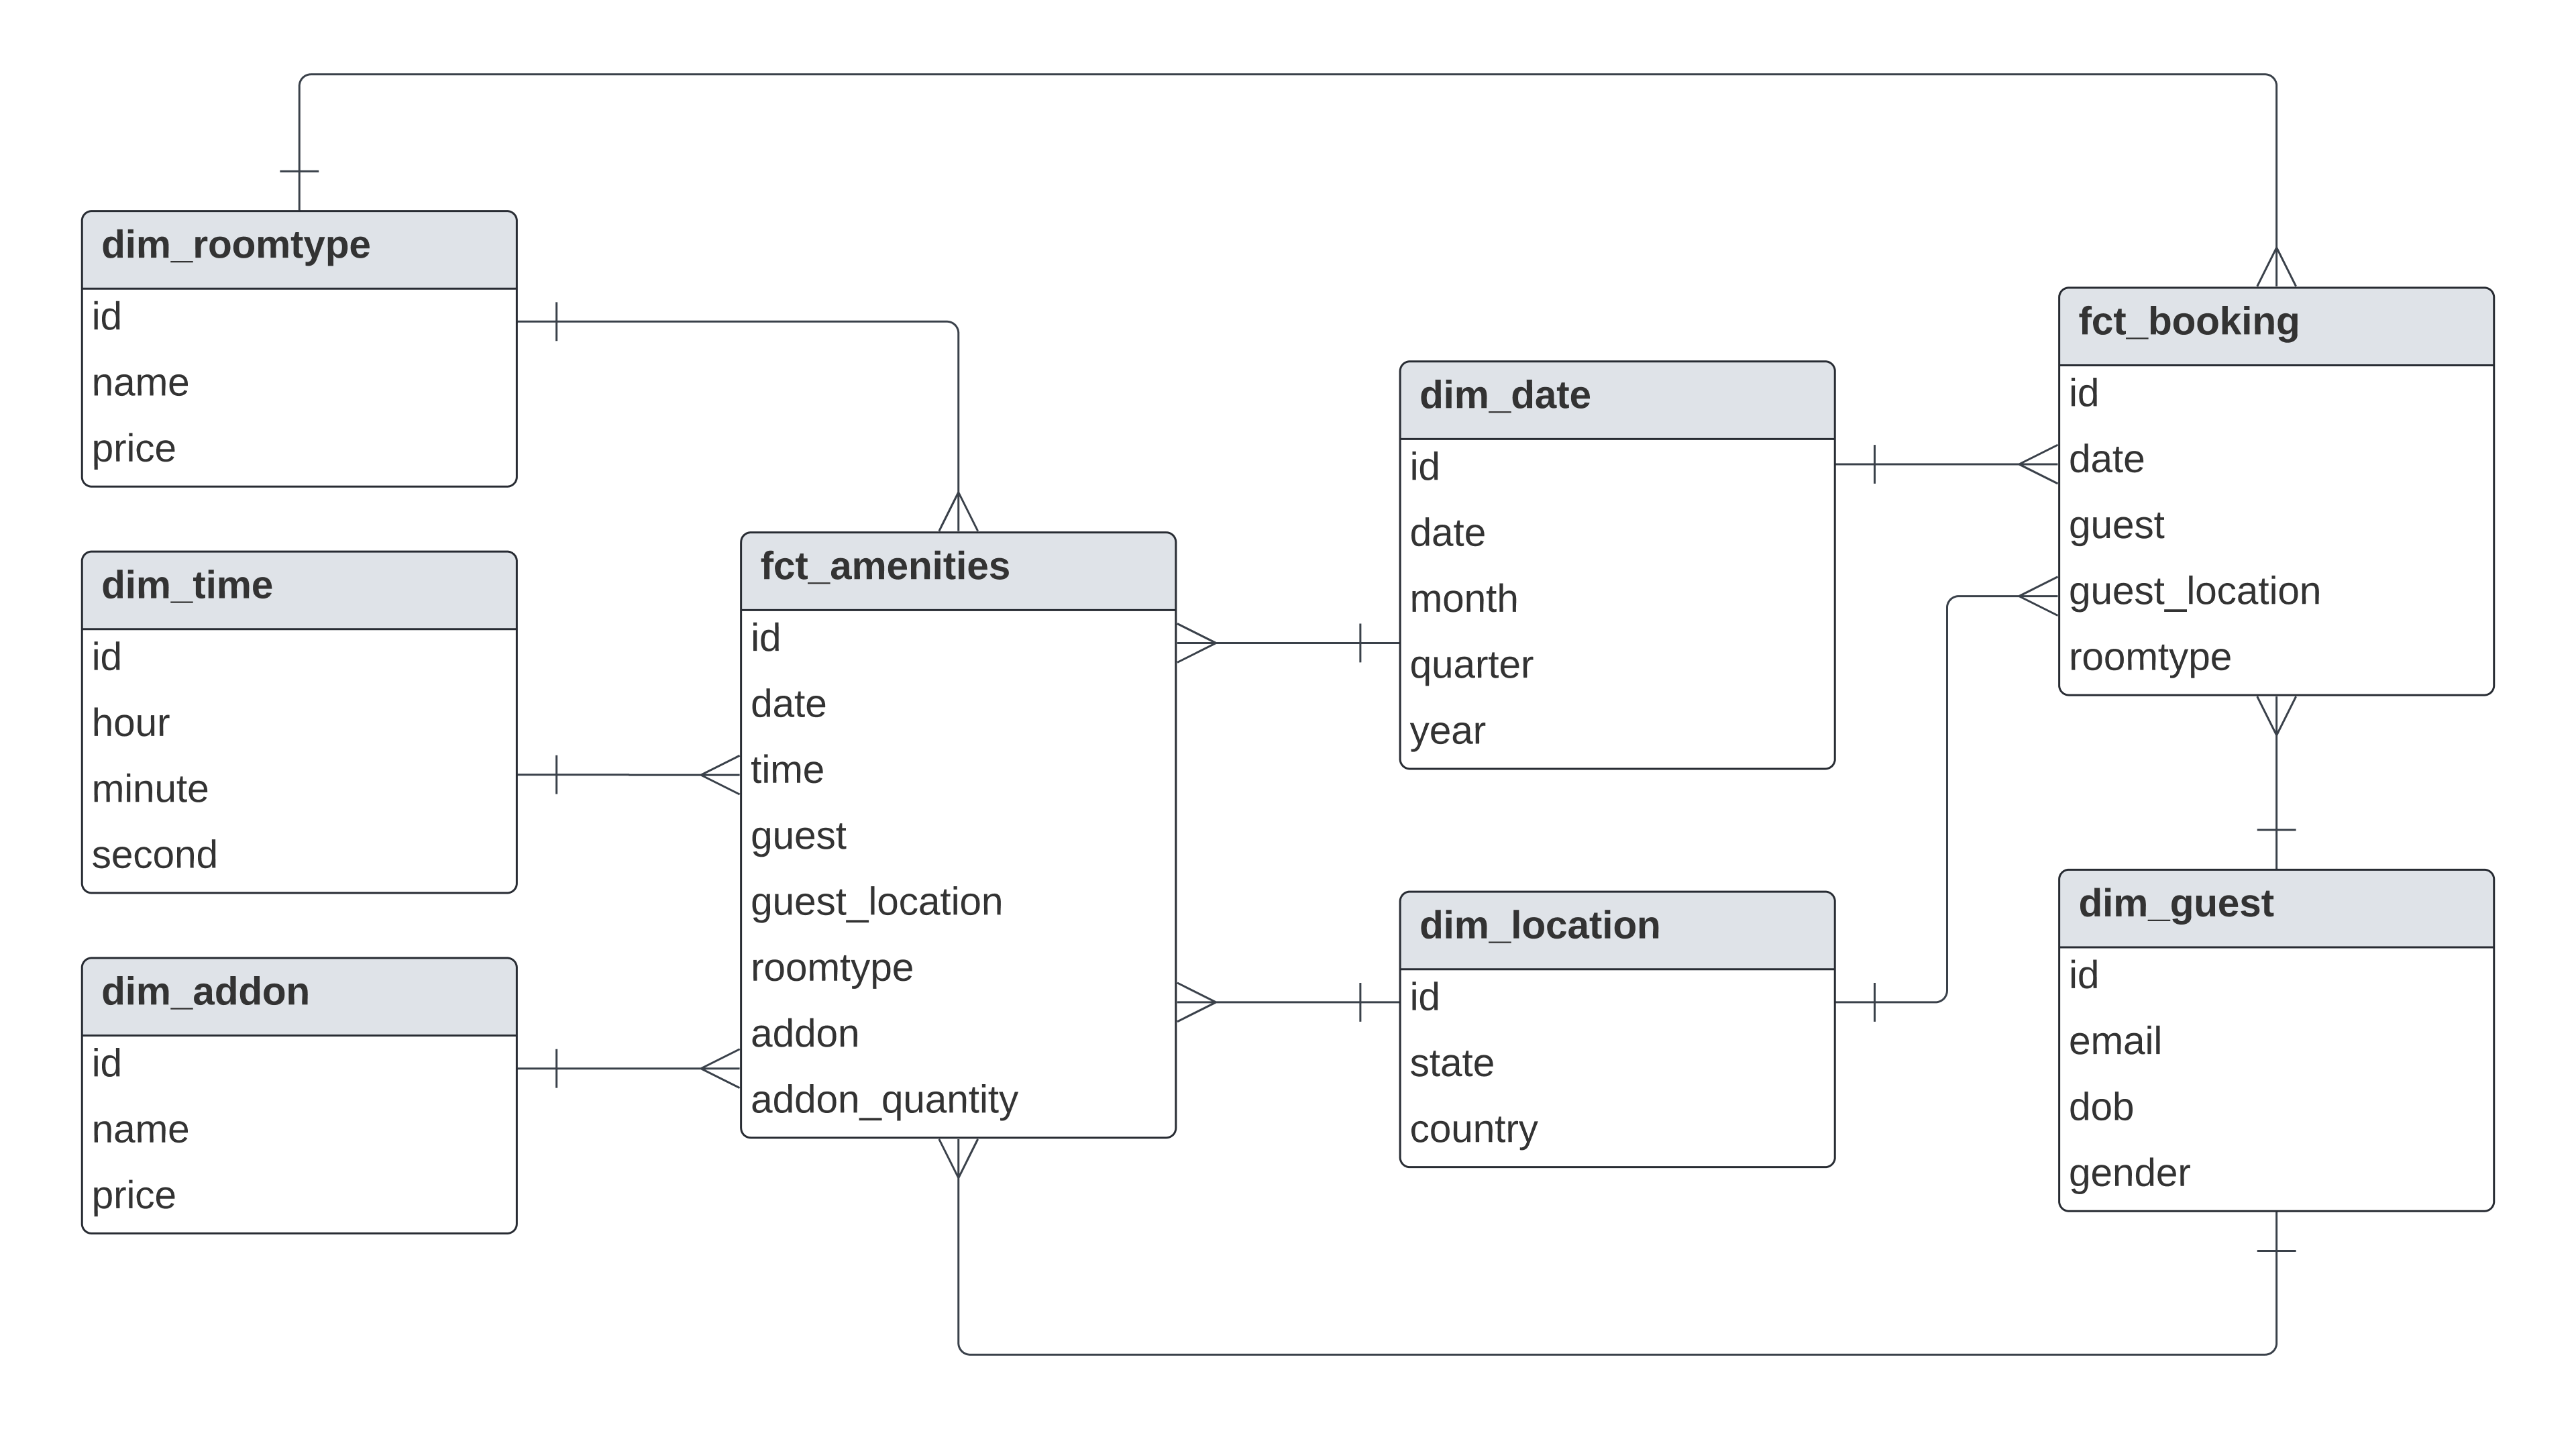 dim_roomtype
id
name
price
dim_time
id
hour
minute
second
dim_addon
id
name
price
fct_amenities
id
date
time
guest
guest_location
roomtype
addon
addon_quantity
dim_date
id
date
month
quarter
year
dim_location
id
state
country
fct_booking
id
date
guest
guest_location
roomtype
dim_guest
id
email
dob
gender